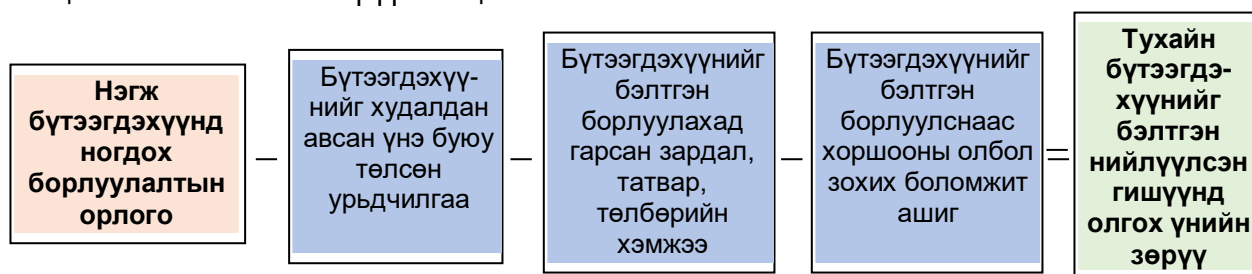 Нэгж
бүтээгдэхүүнд
ногдох
борлуулалтын
орлого
–
Бүтээгдэхүү-
нийг худалдан
авсан үнэ буюу
төлсөн
урьдчилгаа
–
Бүтээгдэхүүнийг
бэлтгэн
борлуулахад
гарсан зардал,
татвар,
төлбөрийн
хэмжээ
–
Бүтээгдэхүүнийг
бэлтгэн
борлуулснаас
хоршооны олбол
зохих боломжит
ашиг
=
Тухайн
бүтээгдэ-
хүүнийг
бэлтгэн
нийлүүлсэн
гишүүнд
олгох үнийн
зөрүү